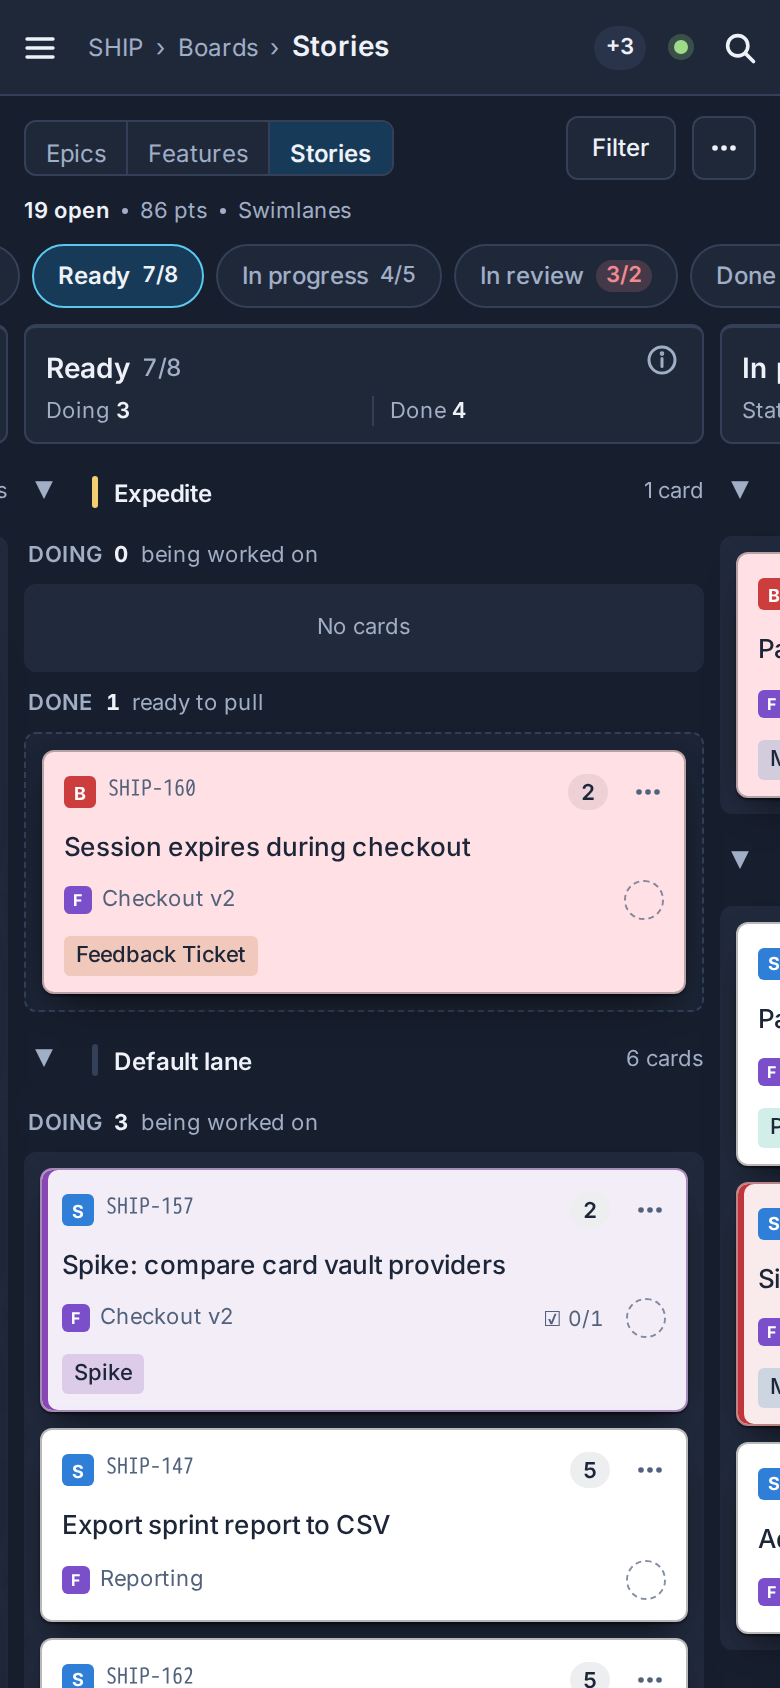 SHIP › Boards › Stories +3
Epics Features Stories Filter •••
19 open • 86 pts • Swimlanes
Ready 7/8 In progress 4/5 In review 3/2 Done
Ready 7/8
Doing 3 Done 4
Expedite 1 card
DOING 0 being worked on
No cards
DONE 1 ready to pull
B SHIP-160 2 •••
Session expires during checkout
F Checkout v2
Feedback Ticket
Default lane 6 cards
DOING 3 being worked on
S SHIP-157 2 •••
Spike: compare card vault providers
F Checkout v2 ☑ 0/1
Spike
S SHIP-147 5 •••
Export sprint report to CSV
F Reporting
S SHIP-162 5 •••